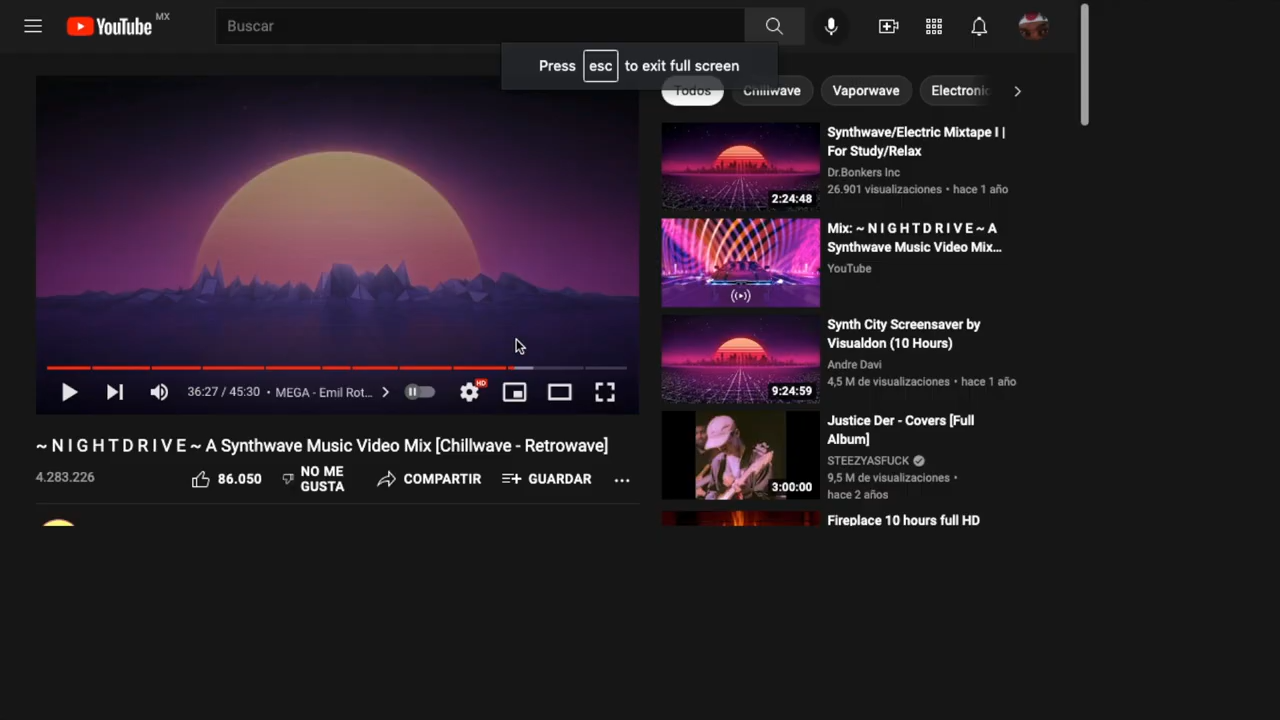 YouTube MX
Buscar
Press esc to exit full screen
Todos
Chillwave
Vaporwave
Electronic
Synthwave/Electric Mixtape I |
For Study/Relax
Dr.Bonkers Inc
26.901 visualizaciones • hace 1 año
2:24:48
Mix: ~ N I G H T D R I V E ~ A
Synthwave Music Video Mix...
YouTube
Synth City Screensaver by
Visualdon (10 Hours)
Andre Davi
4,5 M de visualizaciones • hace 1 año
9:24:59
Justice Der - Covers [Full
Album]
STEEZYASFUCK
9,5 M de visualizaciones •
hace 2 años
3:00:00
Fireplace 10 hours full HD
36:27 / 45:30 • MEGA - Emil Rot...
HD
~ N I G H T D R I V E ~ A Synthwave Music Video Mix [Chillwave - Retrowave]
4.283.226
86.050
NO ME
GUSTA
COMPARTIR
GUARDAR